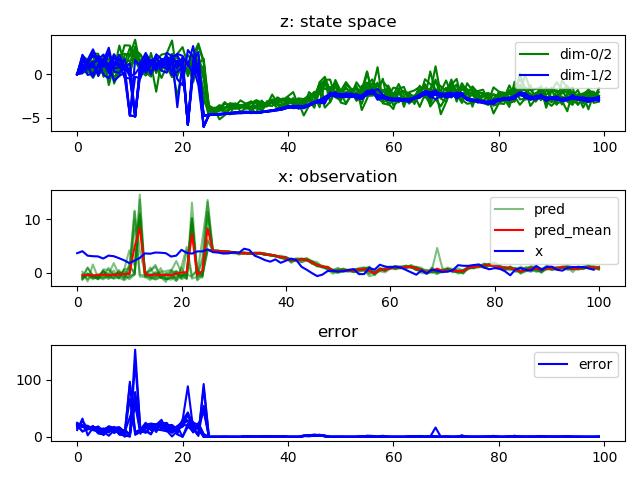 z: state space
0
−5
dim-0/2
dim-1/2
0 20 40 60 80 100
x: observation
10
0
pred
pred_mean
x
0 20 40 60 80 100
error
100
0
error
0 20 40 60 80 100